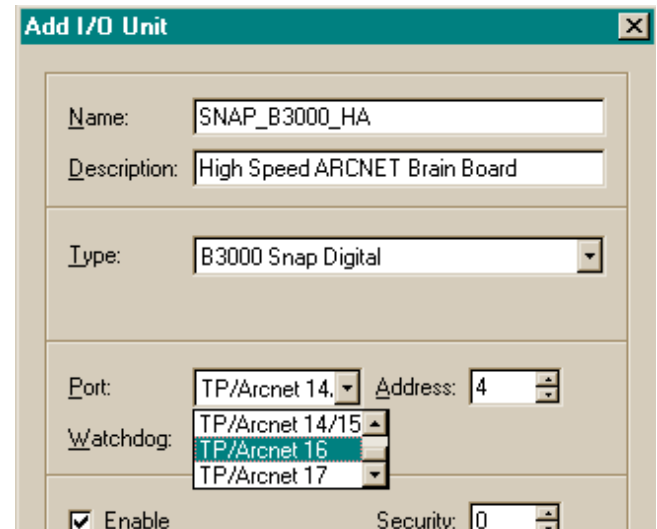 Add I/O Unit
Name: SNAP_B3000_HA
Description: High Speed ARCNET Brain Board
Type: B3000 Snap Digital
Port: TP/Arcnet 14, Address: 4
TP/Arcnet 14/15
Watchdog: TP/Arcnet 16
TP/Arcnet 17
Enable Security: 0